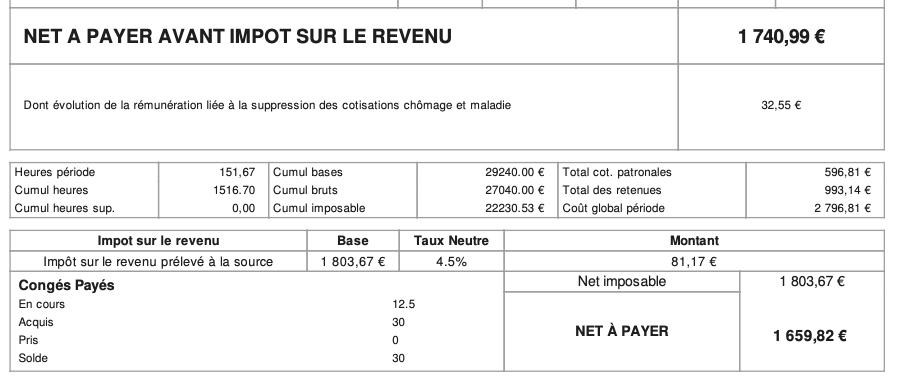 NET A PAYER AVANT IMPOT SUR LE REVENU 1 740,99 €
Dont évolution de la rémunération liée à la suppression des cotisations chômage et maladie 32,55 €
Heures période 151,67 Cumul bases 29240.00 € Total cot. patronales 596,81 €
Cumul heures 1516.70 Cumul bruts 27040.00 € Total des retenues 993,14 €
Cumul heures sup. 0,00 Cumul imposable 22230.53 € Coût global période 2 796,81 €
Impot sur le revenu Base Taux Neutre Montant
Impôt sur le revenu prélevé à la source 1 803,67 € 4.5% 81,17 €
Congés Payés Net imposable 1 803,67 €
En cours 12.5
Acquis 30
Pris 0
Solde 30
NET À PAYER 1 659,82 €